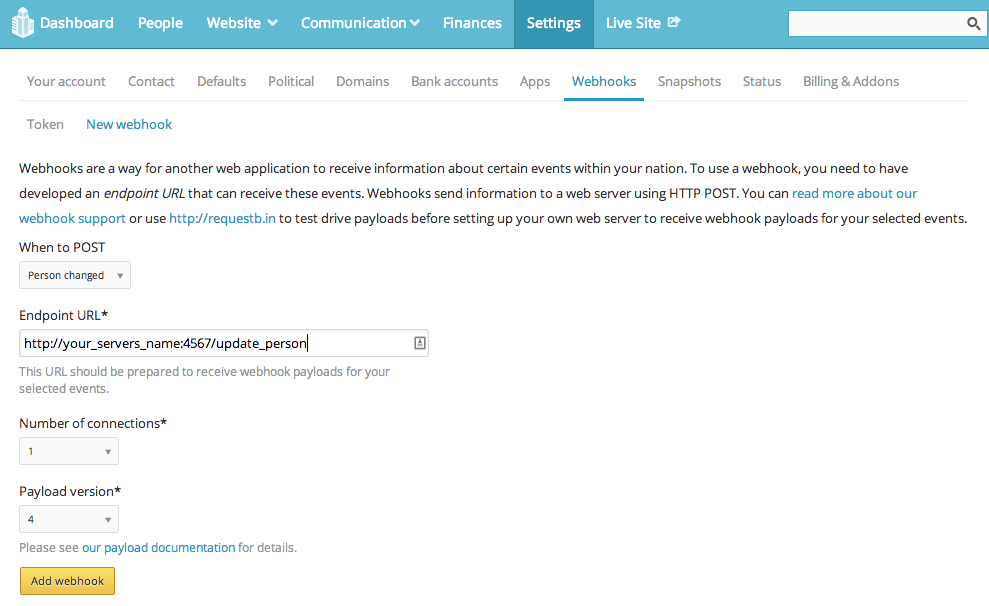 Dashboard People Website Communication Finances Settings Live Site
Your account Contact Defaults Political Domains Bank accounts Apps Webhooks Snapshots Status Billing & Addons
Token New webhook
Webhooks are a way for another web application to receive information about certain events within your nation. To use a webhook, you need to have
developed an endpoint URL that can receive these events. Webhooks send information to a web server using HTTP POST. You can read more about our
webhook support or use http://requestb.in to test drive payloads before setting up your own web server to receive webhook payloads for your selected events.
When to POST
Person changed
Endpoint URL*
http://your_servers_name:4567/update_person
This URL should be prepared to receive webhook payloads for your
selected events.
Number of connections*
1
Payload version*
4
Please see our payload documentation for details.
Add webhook